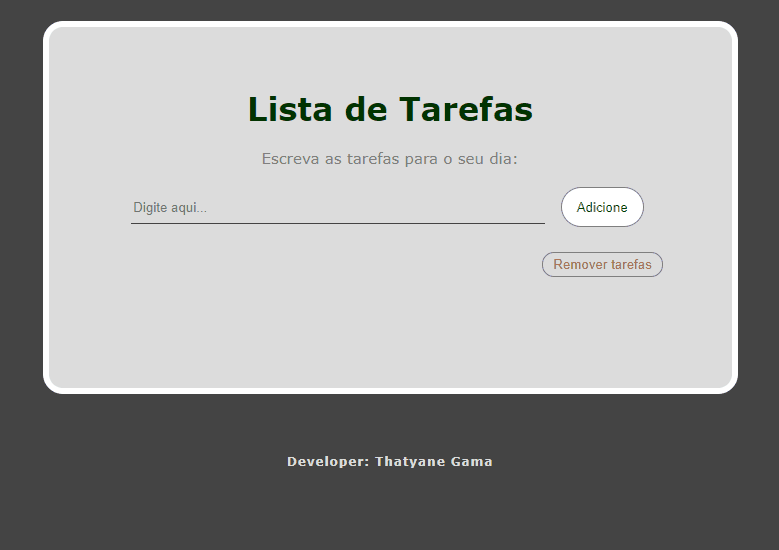 Lista de Tarefas
Escreva as tarefas para o seu dia:
Digite aqui...
Adicione
Remover tarefas
Developer: Thatyane Gama